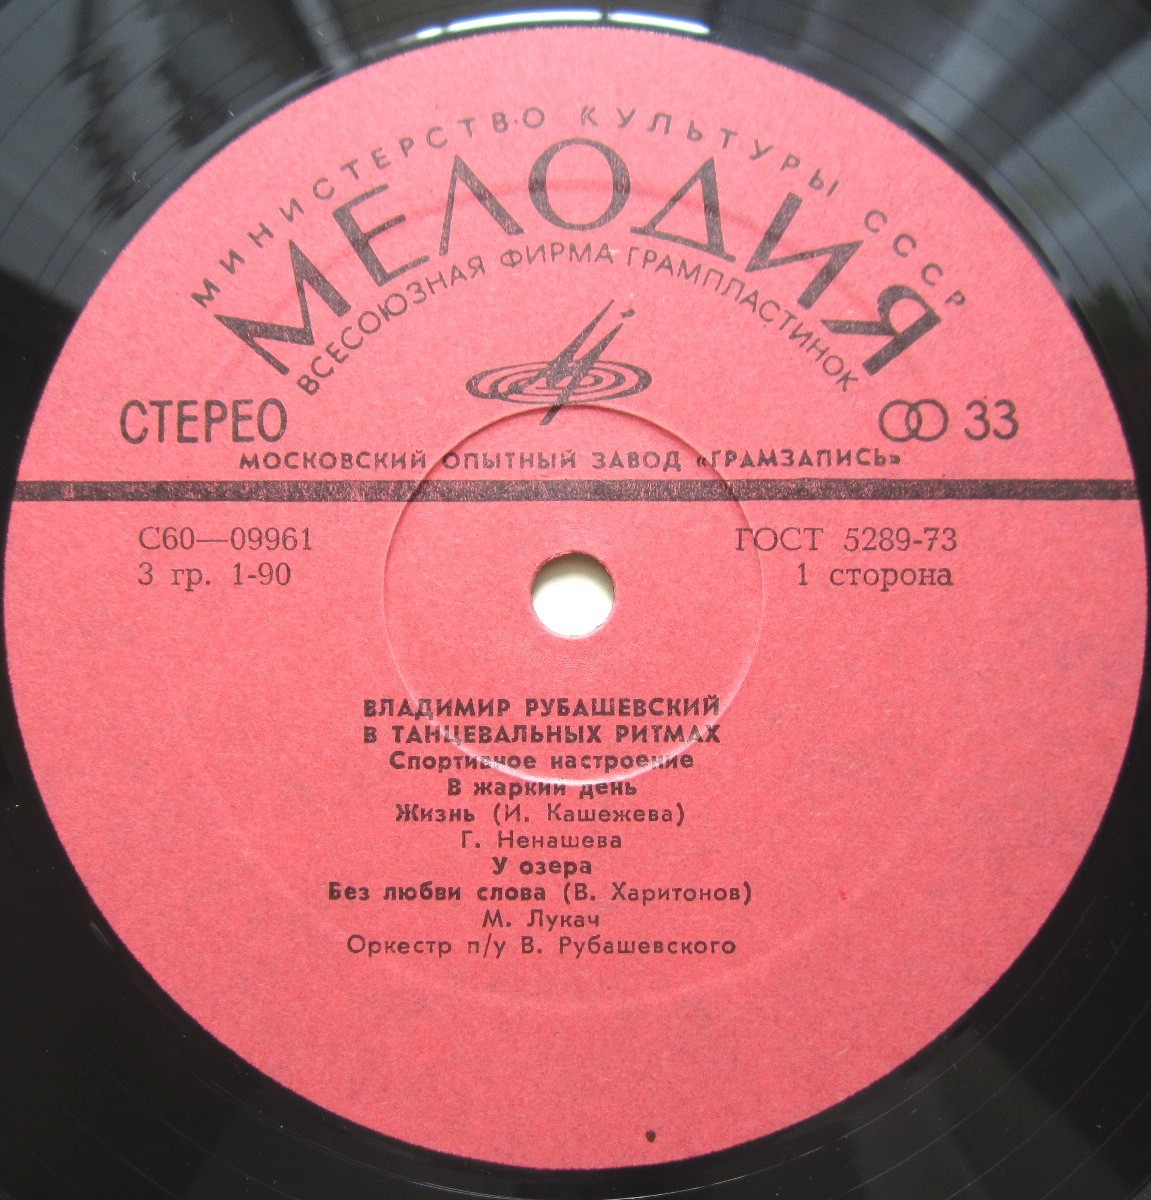 МИНИСТЕРСТВО КУЛЬТУРЫ СССР
МЕЛОДИЯ
ВСЕСОЮЗНАЯ ФИРМА ГРАМПЛАСТИНОК
СТЕРЕО 33
МОСКОВСКИЙ ОПЫТНЫЙ ЗАВОД «ГРАМЗАПИСЬ»
С60—09961 ГОСТ 5289-73
3 гр. 1-90 1 сторона
ВЛАДИМИР РУБАШЕВСКИЙ
В ТАНЦЕВАЛЬНЫХ РИТМАХ
Спортивное настроение
В жаркий день
Жизнь (И. Кашежева)
Г. Ненашева
У озера
Без любви слова (В. Харитонов)
М. Лукач
Оркестр п/у В. Рубашевского